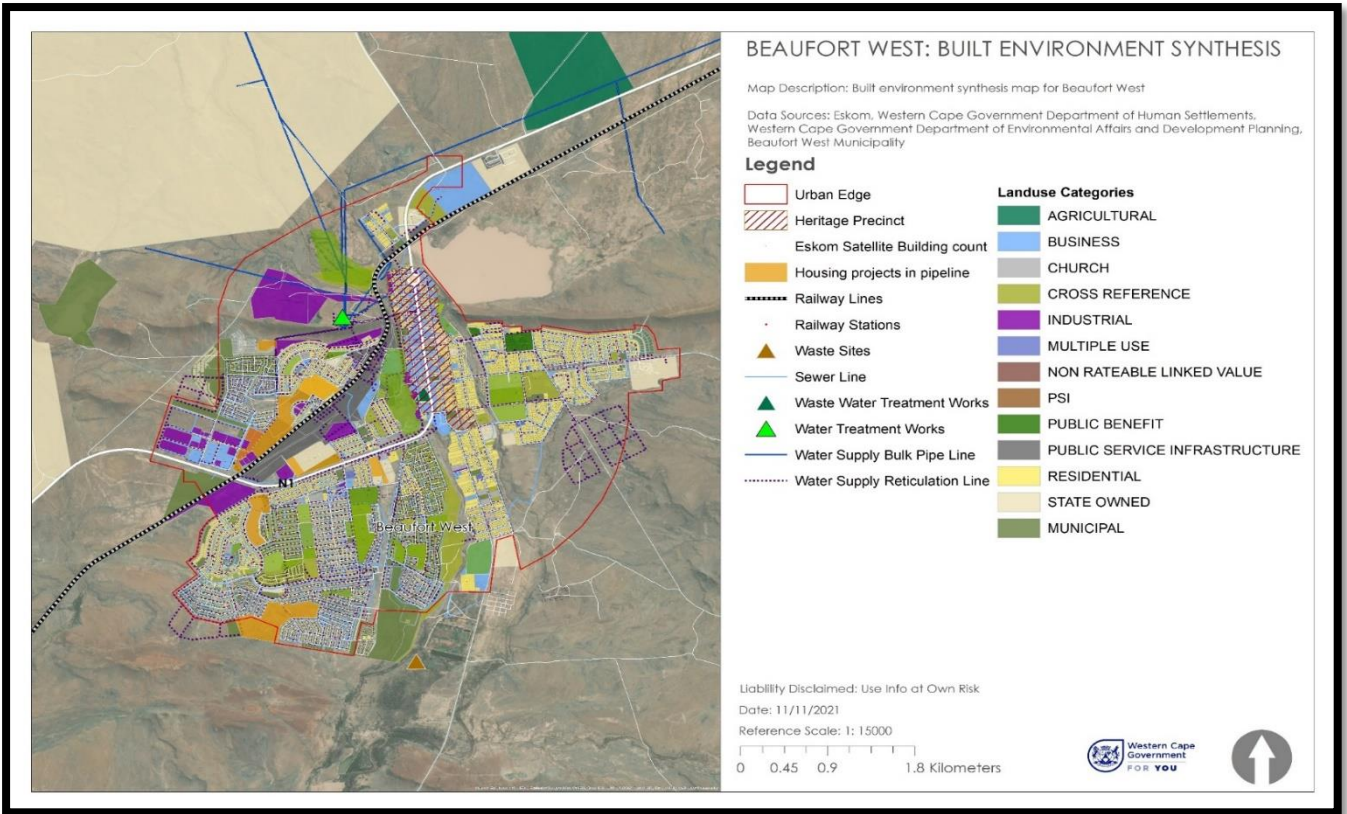 BEAUFORT WEST: BUILT ENVIRONMENT SYNTHESIS
Map Description: Built environment synthesis map for Beaufort West
Data Sources: Eskom, Western Cape Government Department of Human Settlements,
Western Cape Government Department of Environmental Affairs and Development Planning,
Beaufort West Municipality
Legend
Urban Edge
Heritage Precinct
Eskom Satellite Building count
Housing projects in pipeline
Railway Lines
Railway Stations
Waste Sites
Sewer Line
Waste Water Treatment Works
Water Treatment Works
Water Supply Bulk Pipe Line
Water Supply Reticulation Line
Landuse Categories
AGRICULTURAL
BUSINESS
CHURCH
CROSS REFERENCE
INDUSTRIAL
MULTIPLE USE
NON RATEABLE LINKED VALUE
PSI
PUBLIC BENEFIT
PUBLIC SERVICE INFRASTRUCTURE
RESIDENTIAL
STATE OWNED
MUNICIPAL
N1
Beaufort West
Liability Disclaimed: Use Info at Own Risk
Date: 11/11/2021
Reference Scale: 1: 15000
0 0.45 0.9 1.8 Kilometers
Western Cape
Government
FOR YOU